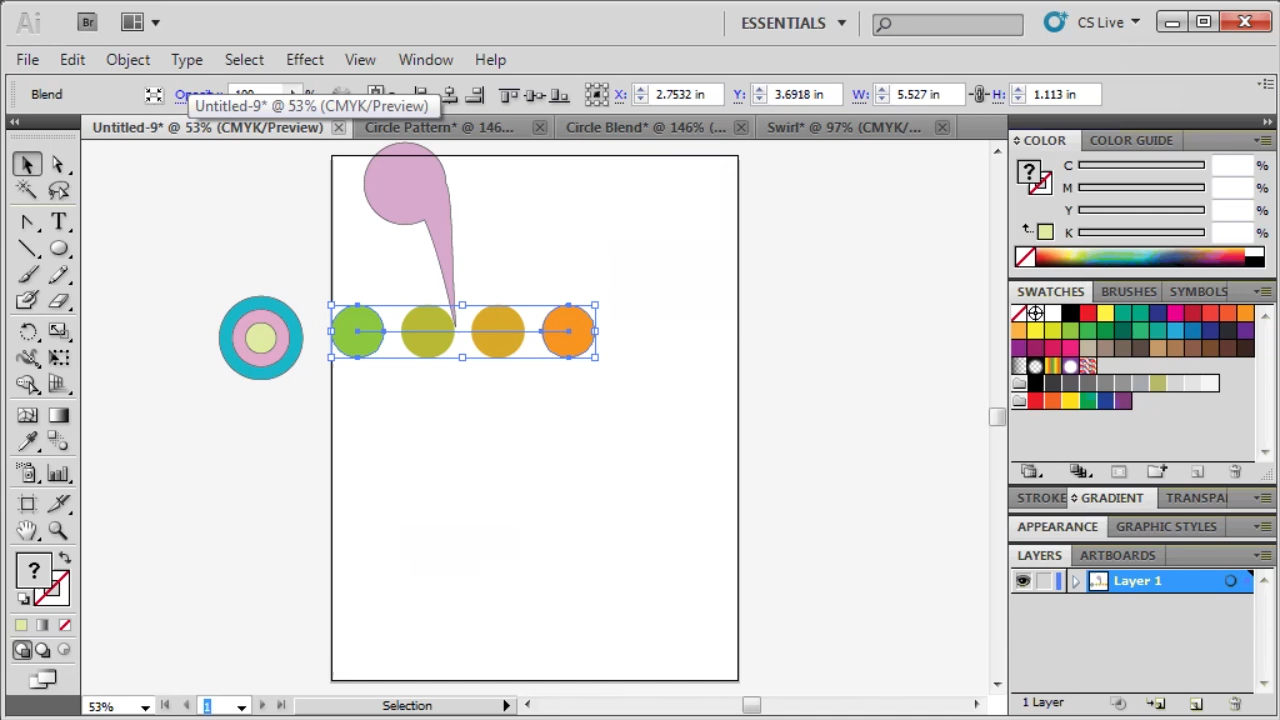 Ai Br ESSENTIALS CS Live
File Edit Object Type Select Effect View Window Help
Blend X: 2.7532 in Y: 3.6918 in W: 5.527 in H: 1.113 in
Untitled-9* @ 53% (CMYK/Preview)
Untitled-9* @ 53% (CMYK/Preview) Circle Pattern* @ 146... Circle Blend* @ 146% (... Swirl* @ 97% (CMYK/...
COLOR COLOR GUIDE
C %
M %
Y %
K %
SWATCHES BRUSHES SYMBOLS
STROKE GRADIENT TRANSPA
APPEARANCE GRAPHIC STYLES
LAYERS ARTBOARDS
Layer 1
1 Layer
53% 1 Selection